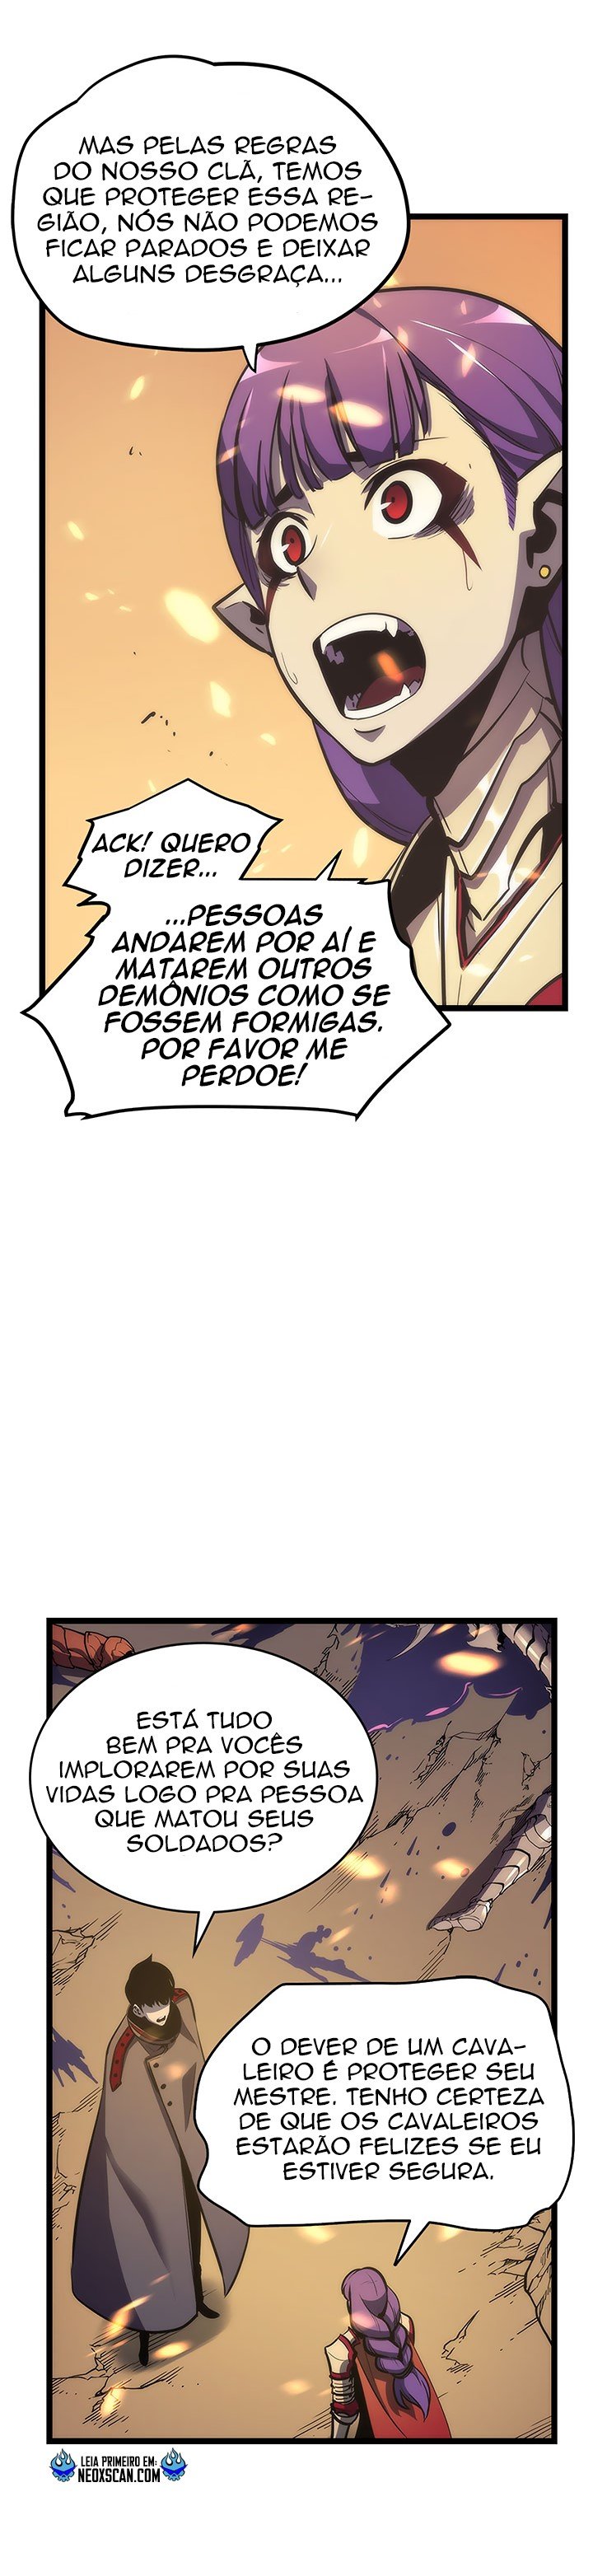 MAS PELAS REGRAS
DO NOSSO CLÃ, TEMOS
QUE PROTEGER ESSA RE-
GIÃO, NÓS NÃO PODEMOS
FICAR PARADOS E DEIXAR
ALGUNS DESGRAÇA...
ACK! QUERO
DIZER...
...PESSOAS
ANDAREM POR AÍ E
MATAREM OUTROS
DEMÔNIOS COMO SE
FOSSEM FORMIGAS.
POR FAVOR ME
PERDOE!
ESTÁ TUDO
BEM PRA VOCÊS
IMPLORAREM POR SUAS
VIDAS LOGO PRA PESSOA
QUE MATOU SEUS
SOLDADOS?
O DEVER DE UM CAVA-
LEIRO É PROTEGER SEU
MESTRE. TENHO CERTEZA
DE QUE OS CAVALEIROS
ESTARÃO FELIZES SE EU
ESTIVER SEGURA.
LEIA PRIMEIRO EM:
NEOXSCAN.COM